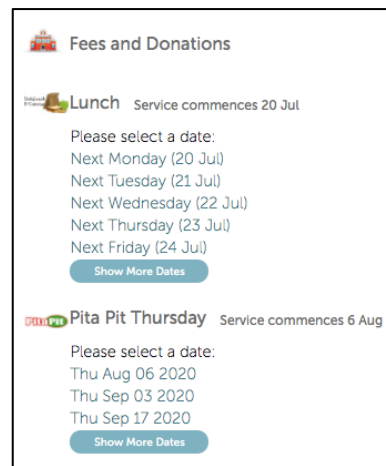 Fees and Donations
Lunch Service commences 20 Jul
Please select a date:
Next Monday (20 Jul)
Next Tuesday (21 Jul)
Next Wednesday (22 Jul)
Next Thursday (23 Jul)
Next Friday (24 Jul)
Show More Dates
PITA PIT Pita Pit Thursday Service commences 6 Aug
Please select a date:
Thu Aug 06 2020
Thu Sep 03 2020
Thu Sep 17 2020
Show More Dates